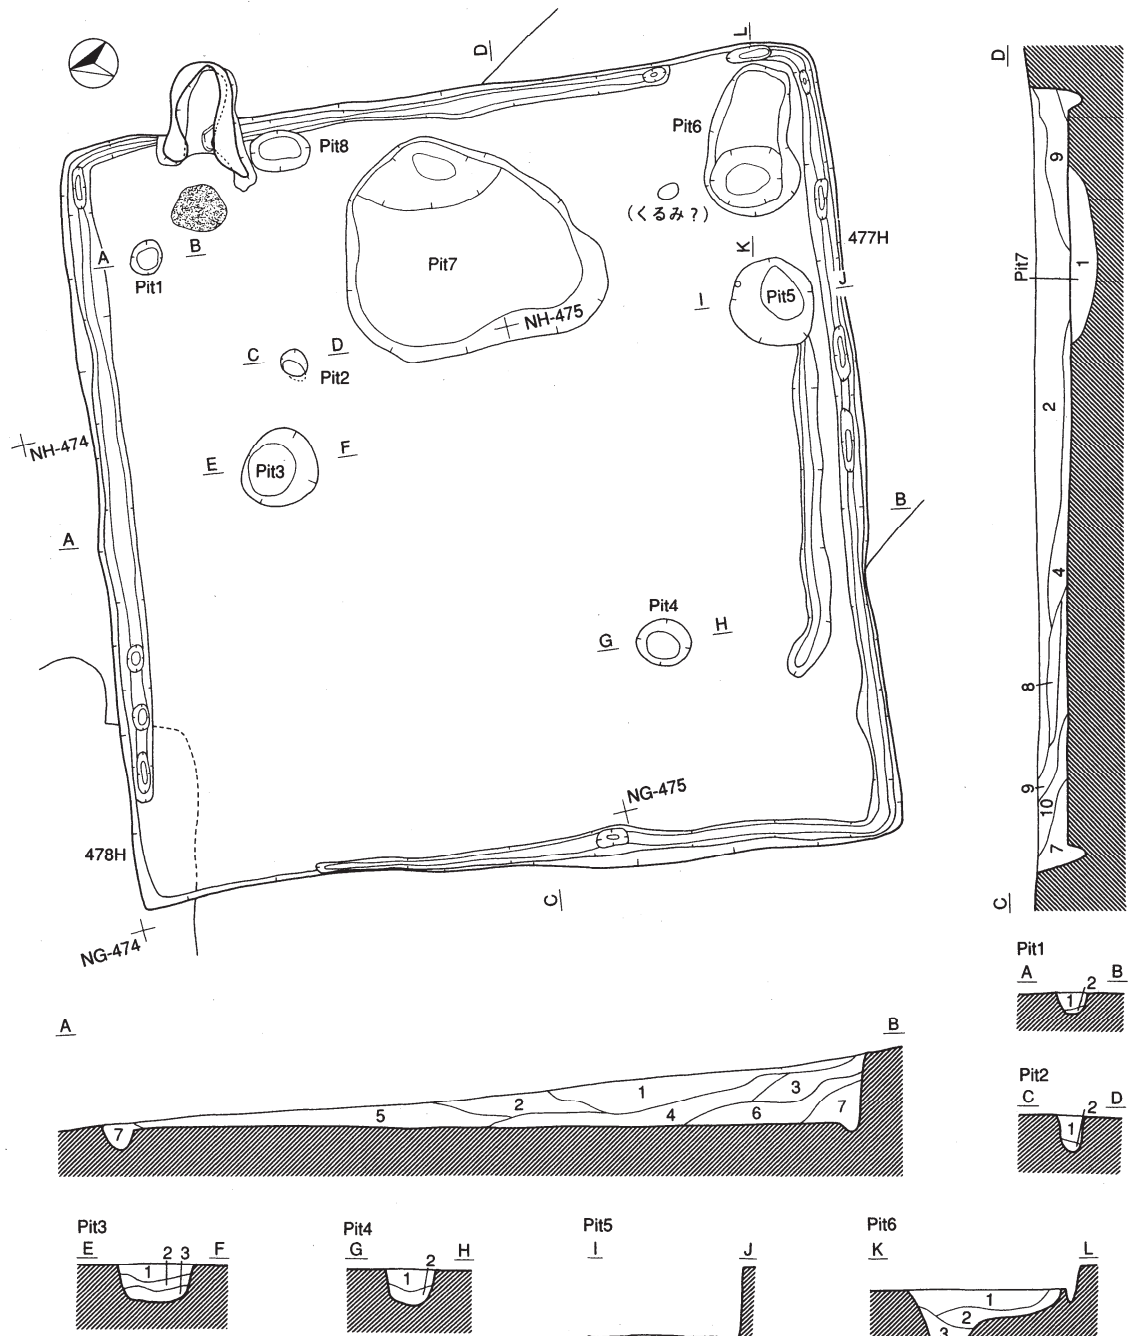 D
L
D
Pit6
Pit8
9
(くるみ?)
477H
K
A
B
Pit7
J
Pit7
1
Pit1
I
Pit5
NH-475
C
D
Pit2
2
NH-474
E
Pit3
F
B
A
4
Pit4
G
H
8
NG-475
9
10
478H
7
C
C
NG-474
Pit1
A
B
2
1
A
B
1
3
2
5
4
6
7
7
Pit2
C
D
2
1
Pit3
E
F
2 3
1
Pit4
G
H
2
1
Pit5
I
J
Pit6
K
L
1
2
3